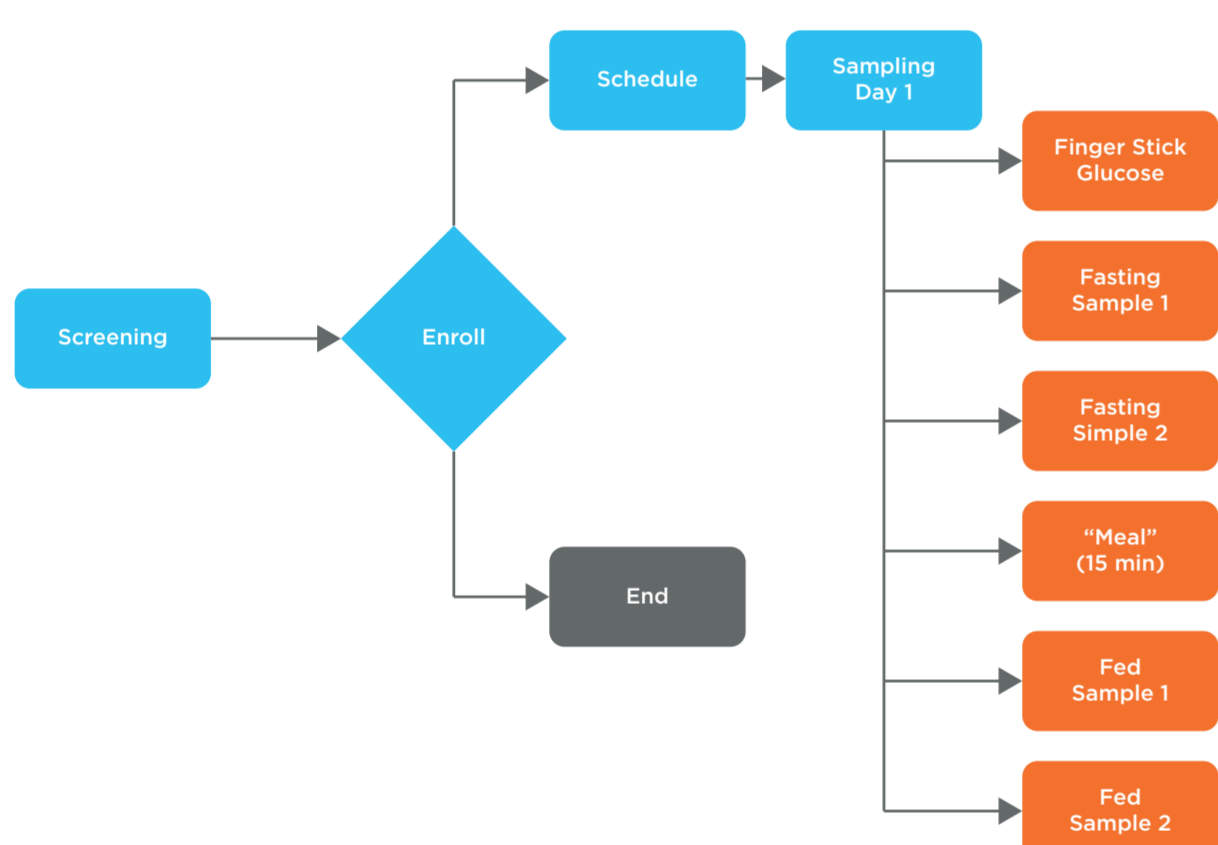 Schedule
Sampling
Day 1
Finger Stick
Glucose
Fasting
Sample 1
Screening
Enroll
Fasting
Simple 2
"Meal"
(15 min)
End
Fed
Sample 1
Fed
Sample 2